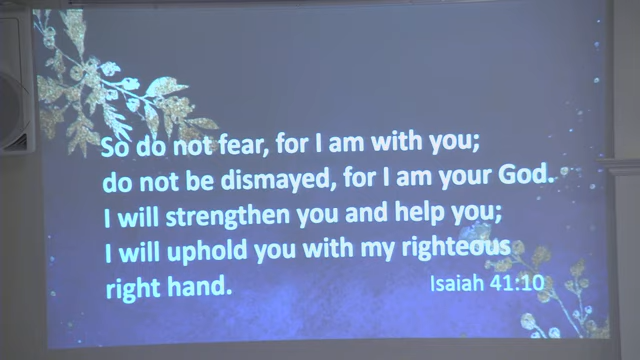 So do not fear, for I am with you;
do not be dismayed, for I am your God.
I will strengthen you and help you;
I will uphold you with my righteous
right hand.
Isaiah 41:10